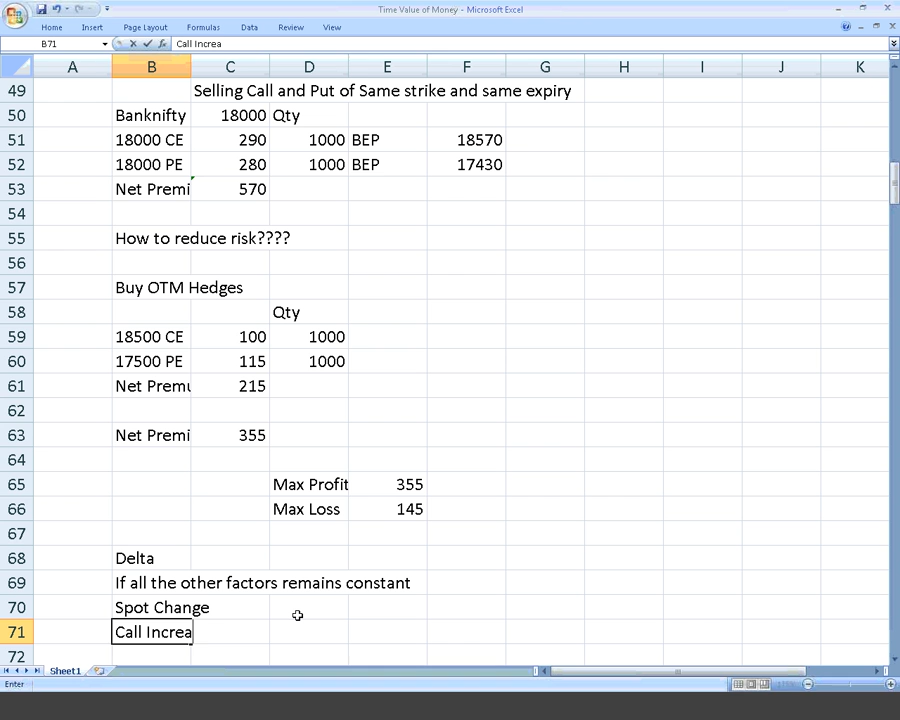 Time Value of Money - Microsoft Excel
Home Insert Page Layout Formulas Data Review View
B71 Call Increa
A B C D E F G H I J K
49 Selling Call and Put of Same strike and same expiry
50 Banknifty 18000 Qty
51 18000 CE 290 1000 BEP 18570
52 18000 PE 280 1000 BEP 17430
53 Net Premi 570
54
55 How to reduce risk????
56
57 Buy OTM Hedges
58 Qty
59 18500 CE 100 1000
60 17500 PE 115 1000
61 Net Premu 215
62
63 Net Premi 355
64
65 Max Profit 355
66 Max Loss 145
67
68 Delta
69 If all the other factors remains constant
70 Spot Change
71 Call Increa
72
Sheet1
Enter